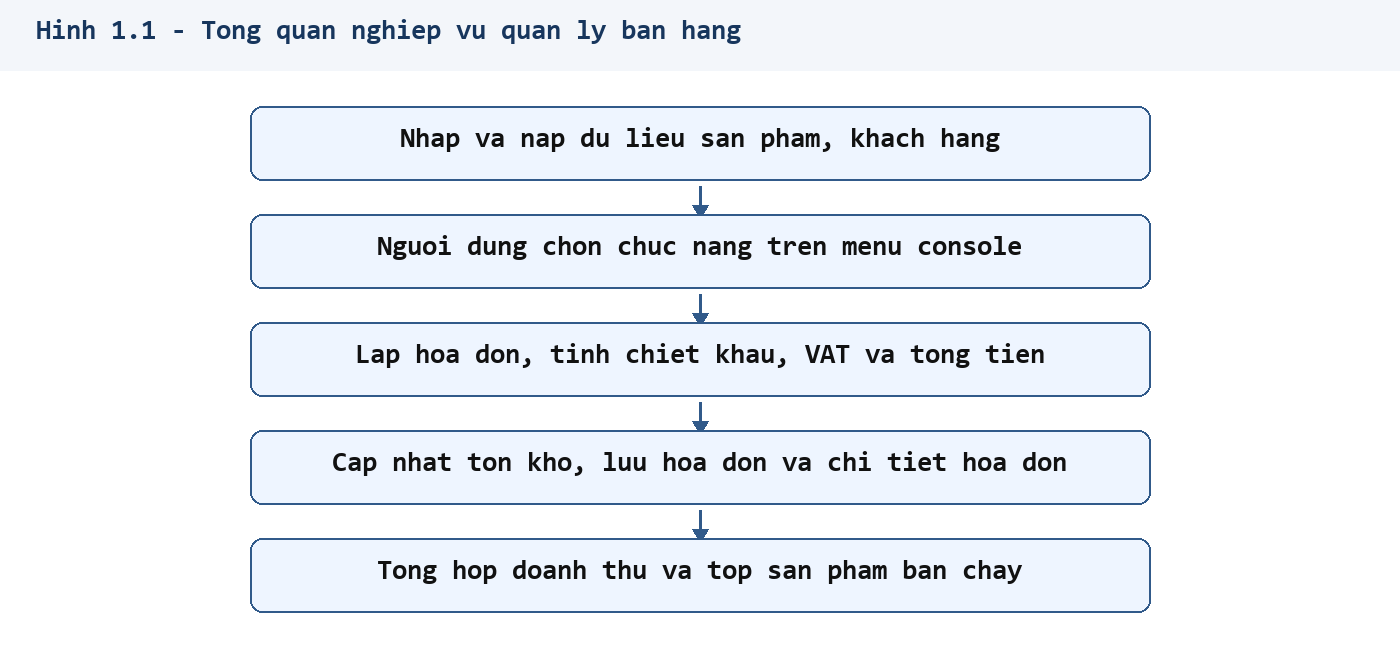 Hinh 1.1 - Tong quan nghiep vu quan ly ban hang
Nhap va nap du lieu san pham, khach hang
Nguoi dung chon chuc nang tren menu console
Lap hoa don, tinh chiet khau, VAT va tong tien
Cap nhat ton kho, luu hoa don va chi tiet hoa don
Tong hop doanh thu va top san pham ban chay